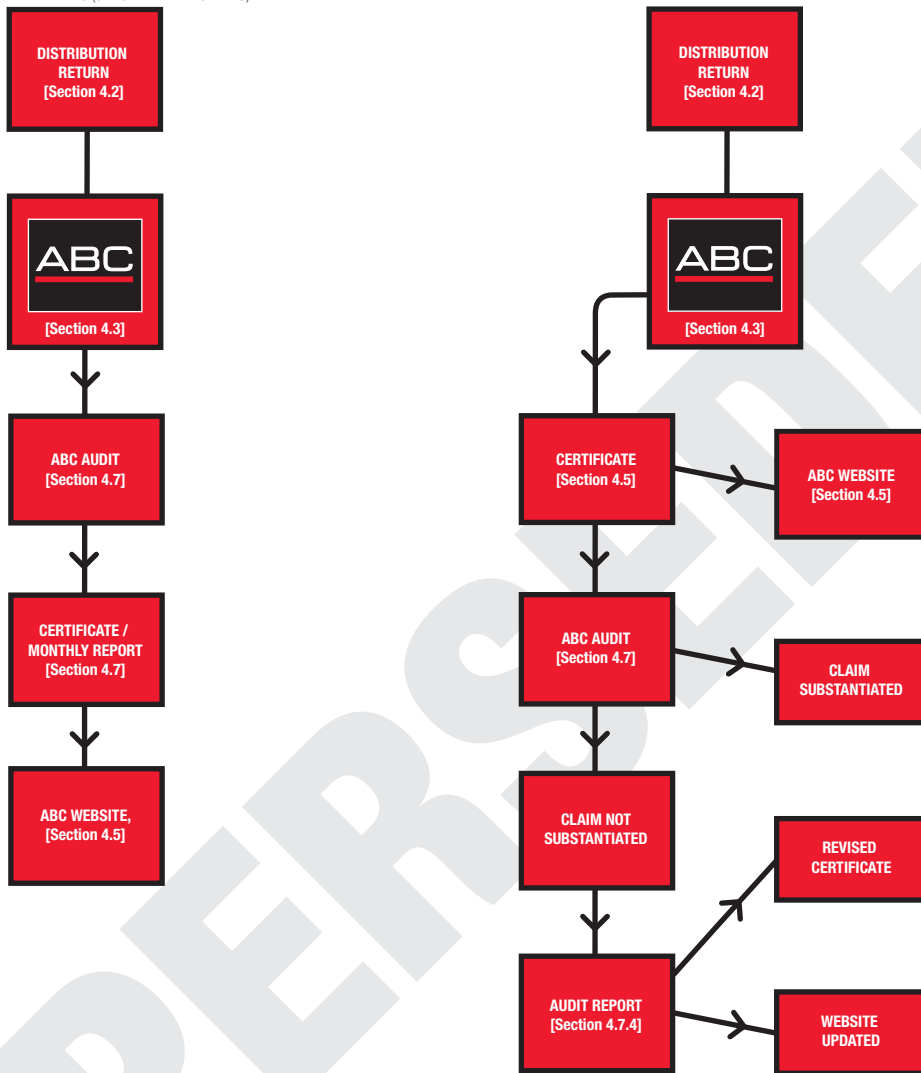 DISTRIBUTION
RETURN
[Section 4.2]
ABC
[Section 4.3]
ABC AUDIT
[Section 4.7]
CERTIFICATE /
MONTHLY REPORT
[Section 4.7]
ABC WEBSITE,
[Section 4.5]
DISTRIBUTION
RETURN
[Section 4.2]
ABC
[Section 4.3]
CERTIFICATE
[Section 4.5]
ABC WEBSITE
[Section 4.5]
ABC AUDIT
[Section 4.7]
CLAIM
SUBSTANTIATED
CLAIM NOT
SUBSTANTIATED
REVISED
CERTIFICATE
AUDIT REPORT
[Section 4.7.4]
WEBSITE
UPDATED
PERSEDE